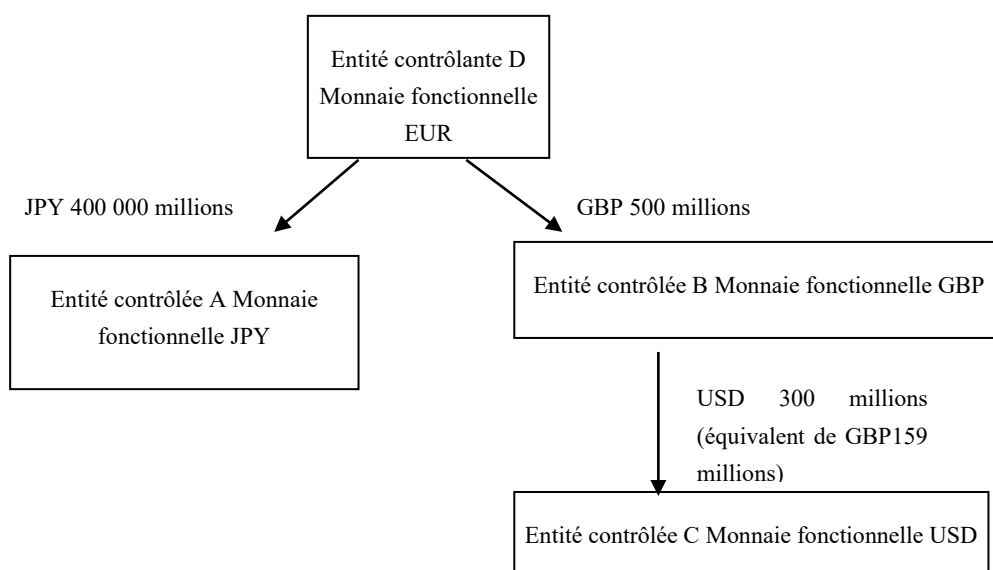 Entité contrôlante D
Monnaie fonctionnelle
EUR
JPY 400 000 millions
GBP 500 millions
Entité contrôlée A Monnaie
fonctionnelle JPY
Entité contrôlée B Monnaie fonctionnelle GBP
USD 300 millions
(équivalent de GBP159
millions)
Entité contrôlée C Monnaie fonctionnelle USD